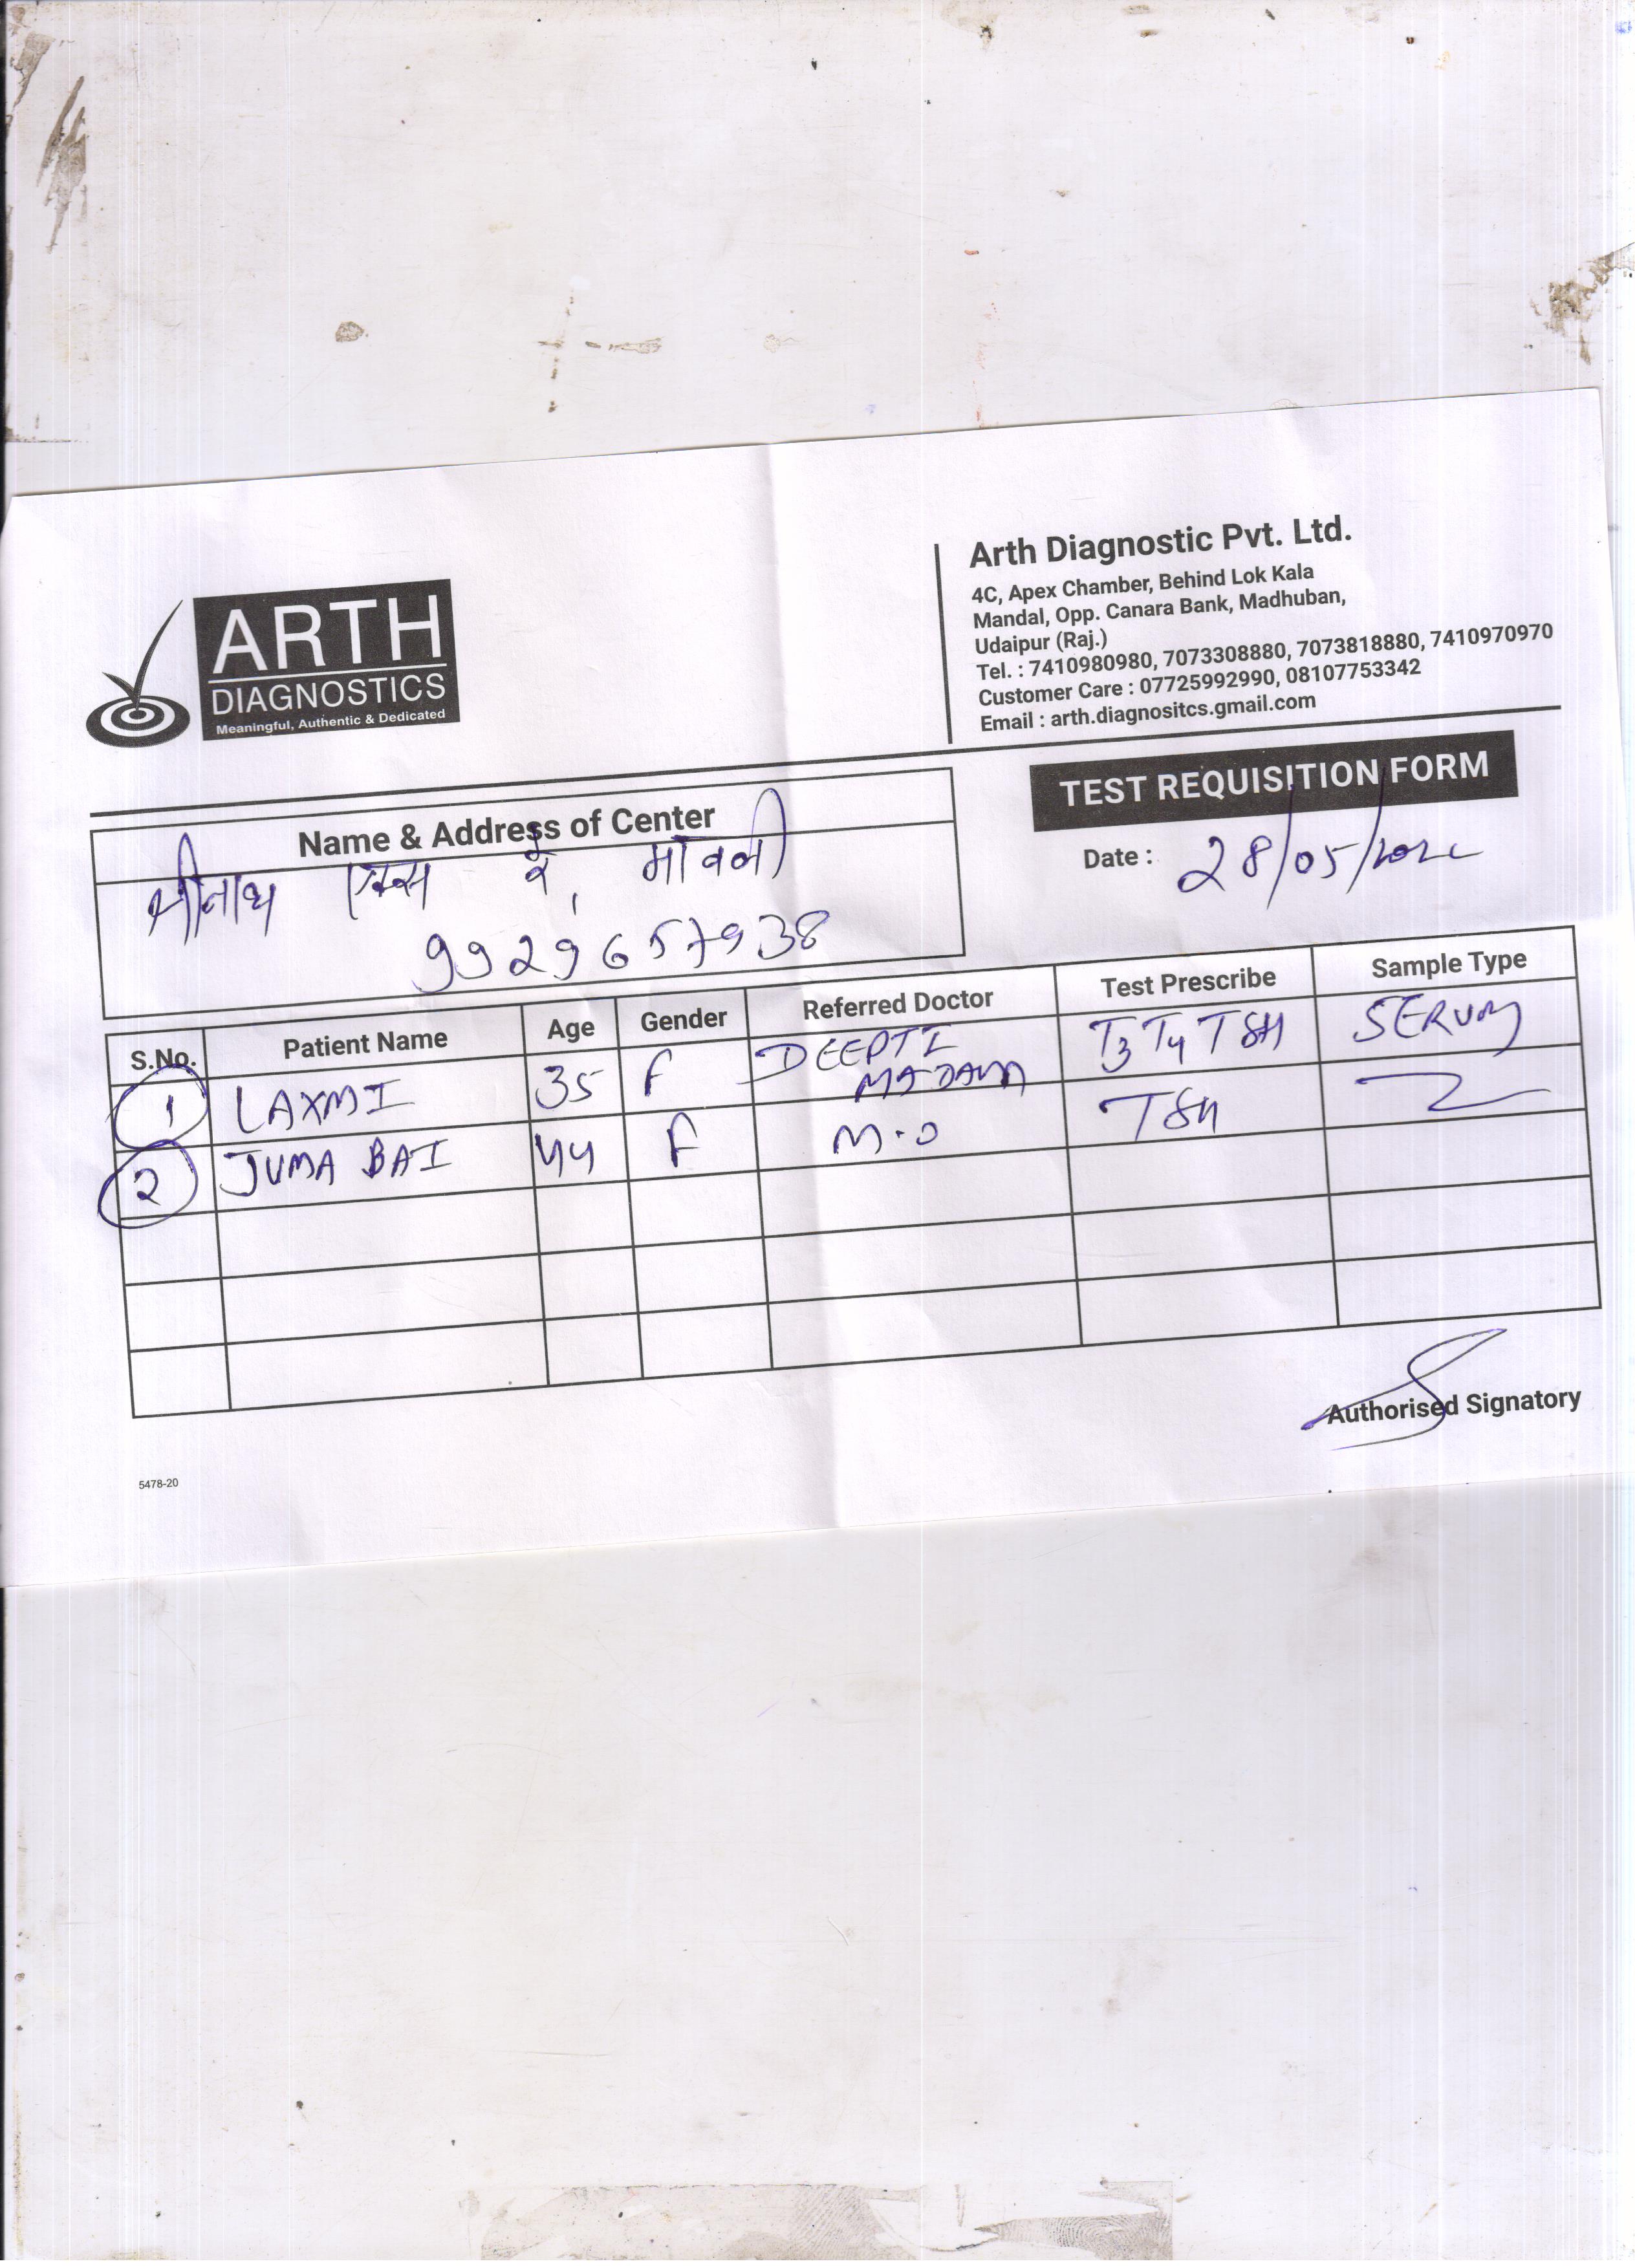 ARTH
DIAGNOSTICS
Meaningful, Authentic & Dedicated
Arth Diagnostic Pvt. Ltd.
4C, Apex Chamber, Behind Lok Kala
Mandal, Opp. Canara Bank, Madhuban,
Udaipur (Raj.)
Tel. : 7410980980, 7073308880, 7073818880, 7410970970
Customer Care : 07725992990, 08107753342
Email : arth.diagnositcs.gmail.com
TEST REQUISITION FORM
Name & Address of Center
श्रीनाथ एक्स रे, मावली
9929657938
Date : 28/05/2022
S.No. Patient Name Age Gender Referred Doctor Test Prescribe Sample Type
1 LAXMI 35 F DEEPTI MADAM T3 T4 TSH SERUM
2 JUMA BAI 44 F M.O TSH
Authorised Signatory
5478-20